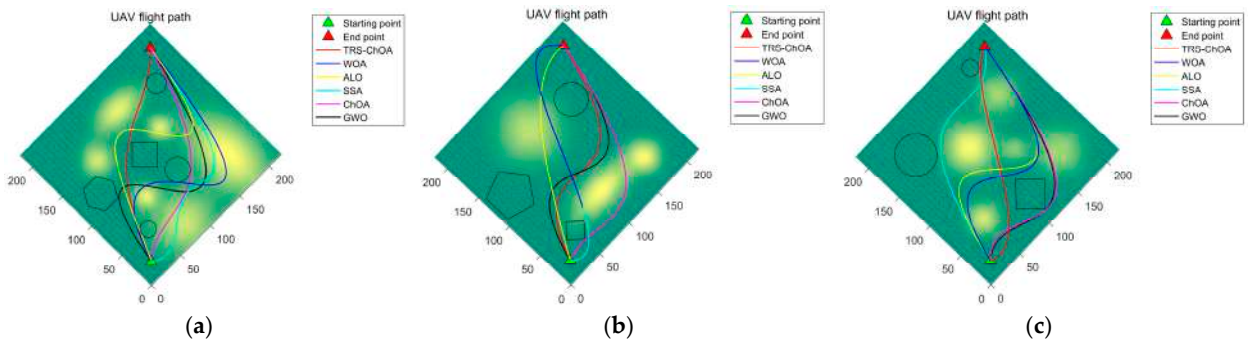 UAV flight path
Starting point
End point
TRS-ChOA
WOA
ALO
SSA
ChOA
GWO
200
150
100
50
0
0
50
100
150
200
(a)
UAV flight path
Starting point
End point
TRS-ChOA
WOA
ALO
SSA
ChOA
GWO
200
150
100
50
0
0
50
100
150
200
(b)
UAV flight path
Starting point
End point
TRS-ChOA
WOA
ALO
SSA
ChOA
GWO
200
150
100
50
0
0
50
100
150
200
(c)